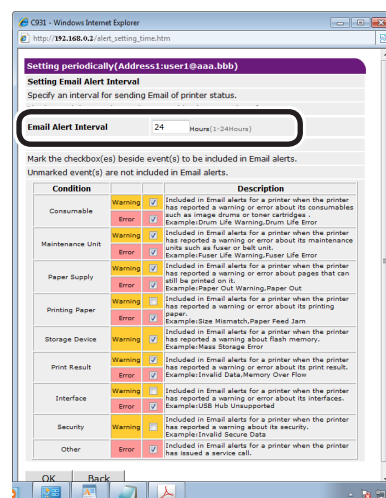 C931 - Windows Internet Explorer
http://192.168.0.2/alert_setting_time.htm
Setting periodically(Address1:user1@aaa.bbb)
Setting Email Alert Interval
Specify an interval for sending Email of printer status.
Email Alert Interval 24 Hours(1-24Hours)
Mark the checkbox(es) beside event(s) to be included in Email alerts.
Unmarked event(s) are not included in Email alerts.
Condition Description
Consumable Warning Error
Included in Email alerts for a printer when the printer
has reported a warning or error about its consumables
such as image drums or toner cartridges .
Example:Drum Life Warning,Drum Life Error
Maintenance Unit Warning Error
Included in Email alerts for a printer when the printer
has reported a warning or error about its maintenance
units such as fuser or belt unit.
Example:Fuser Life Warning,Fuser Life Error
Paper Supply Warning Error
Included in Email alerts for a printer when the printer
has reported a warning or error about pages that can
still be printed on it.
Example:Paper Out Warning,Paper Out
Printing Paper Warning Error
Included in Email alerts for a printer when the printer
has reported a warning or error about its printing
paper.
Example:Size Mismatch,Paper Feed Jam
Storage Device Warning
Included in Email alerts for a printer when the printer
has reported a warning about flash memory.
Example:Mass Storage Error
Print Result Warning Error
Included in Email alerts for a printer when the printer
has reported a warning or error about its print result.
Example:Invalid Data,Memory Over Flow
Interface Warning Error
Included in Email alerts for a printer when the printer
has reported a warning or error about its interfaces.
Example:USB Hub Unsupported
Security Warning
Included in Email alerts for a printer when the printer
has reported a warning about its security.
Example:Invalid Secure Data
Other Error
Included in Email alerts for a printer when the printer
has issued a service call.
OK Back